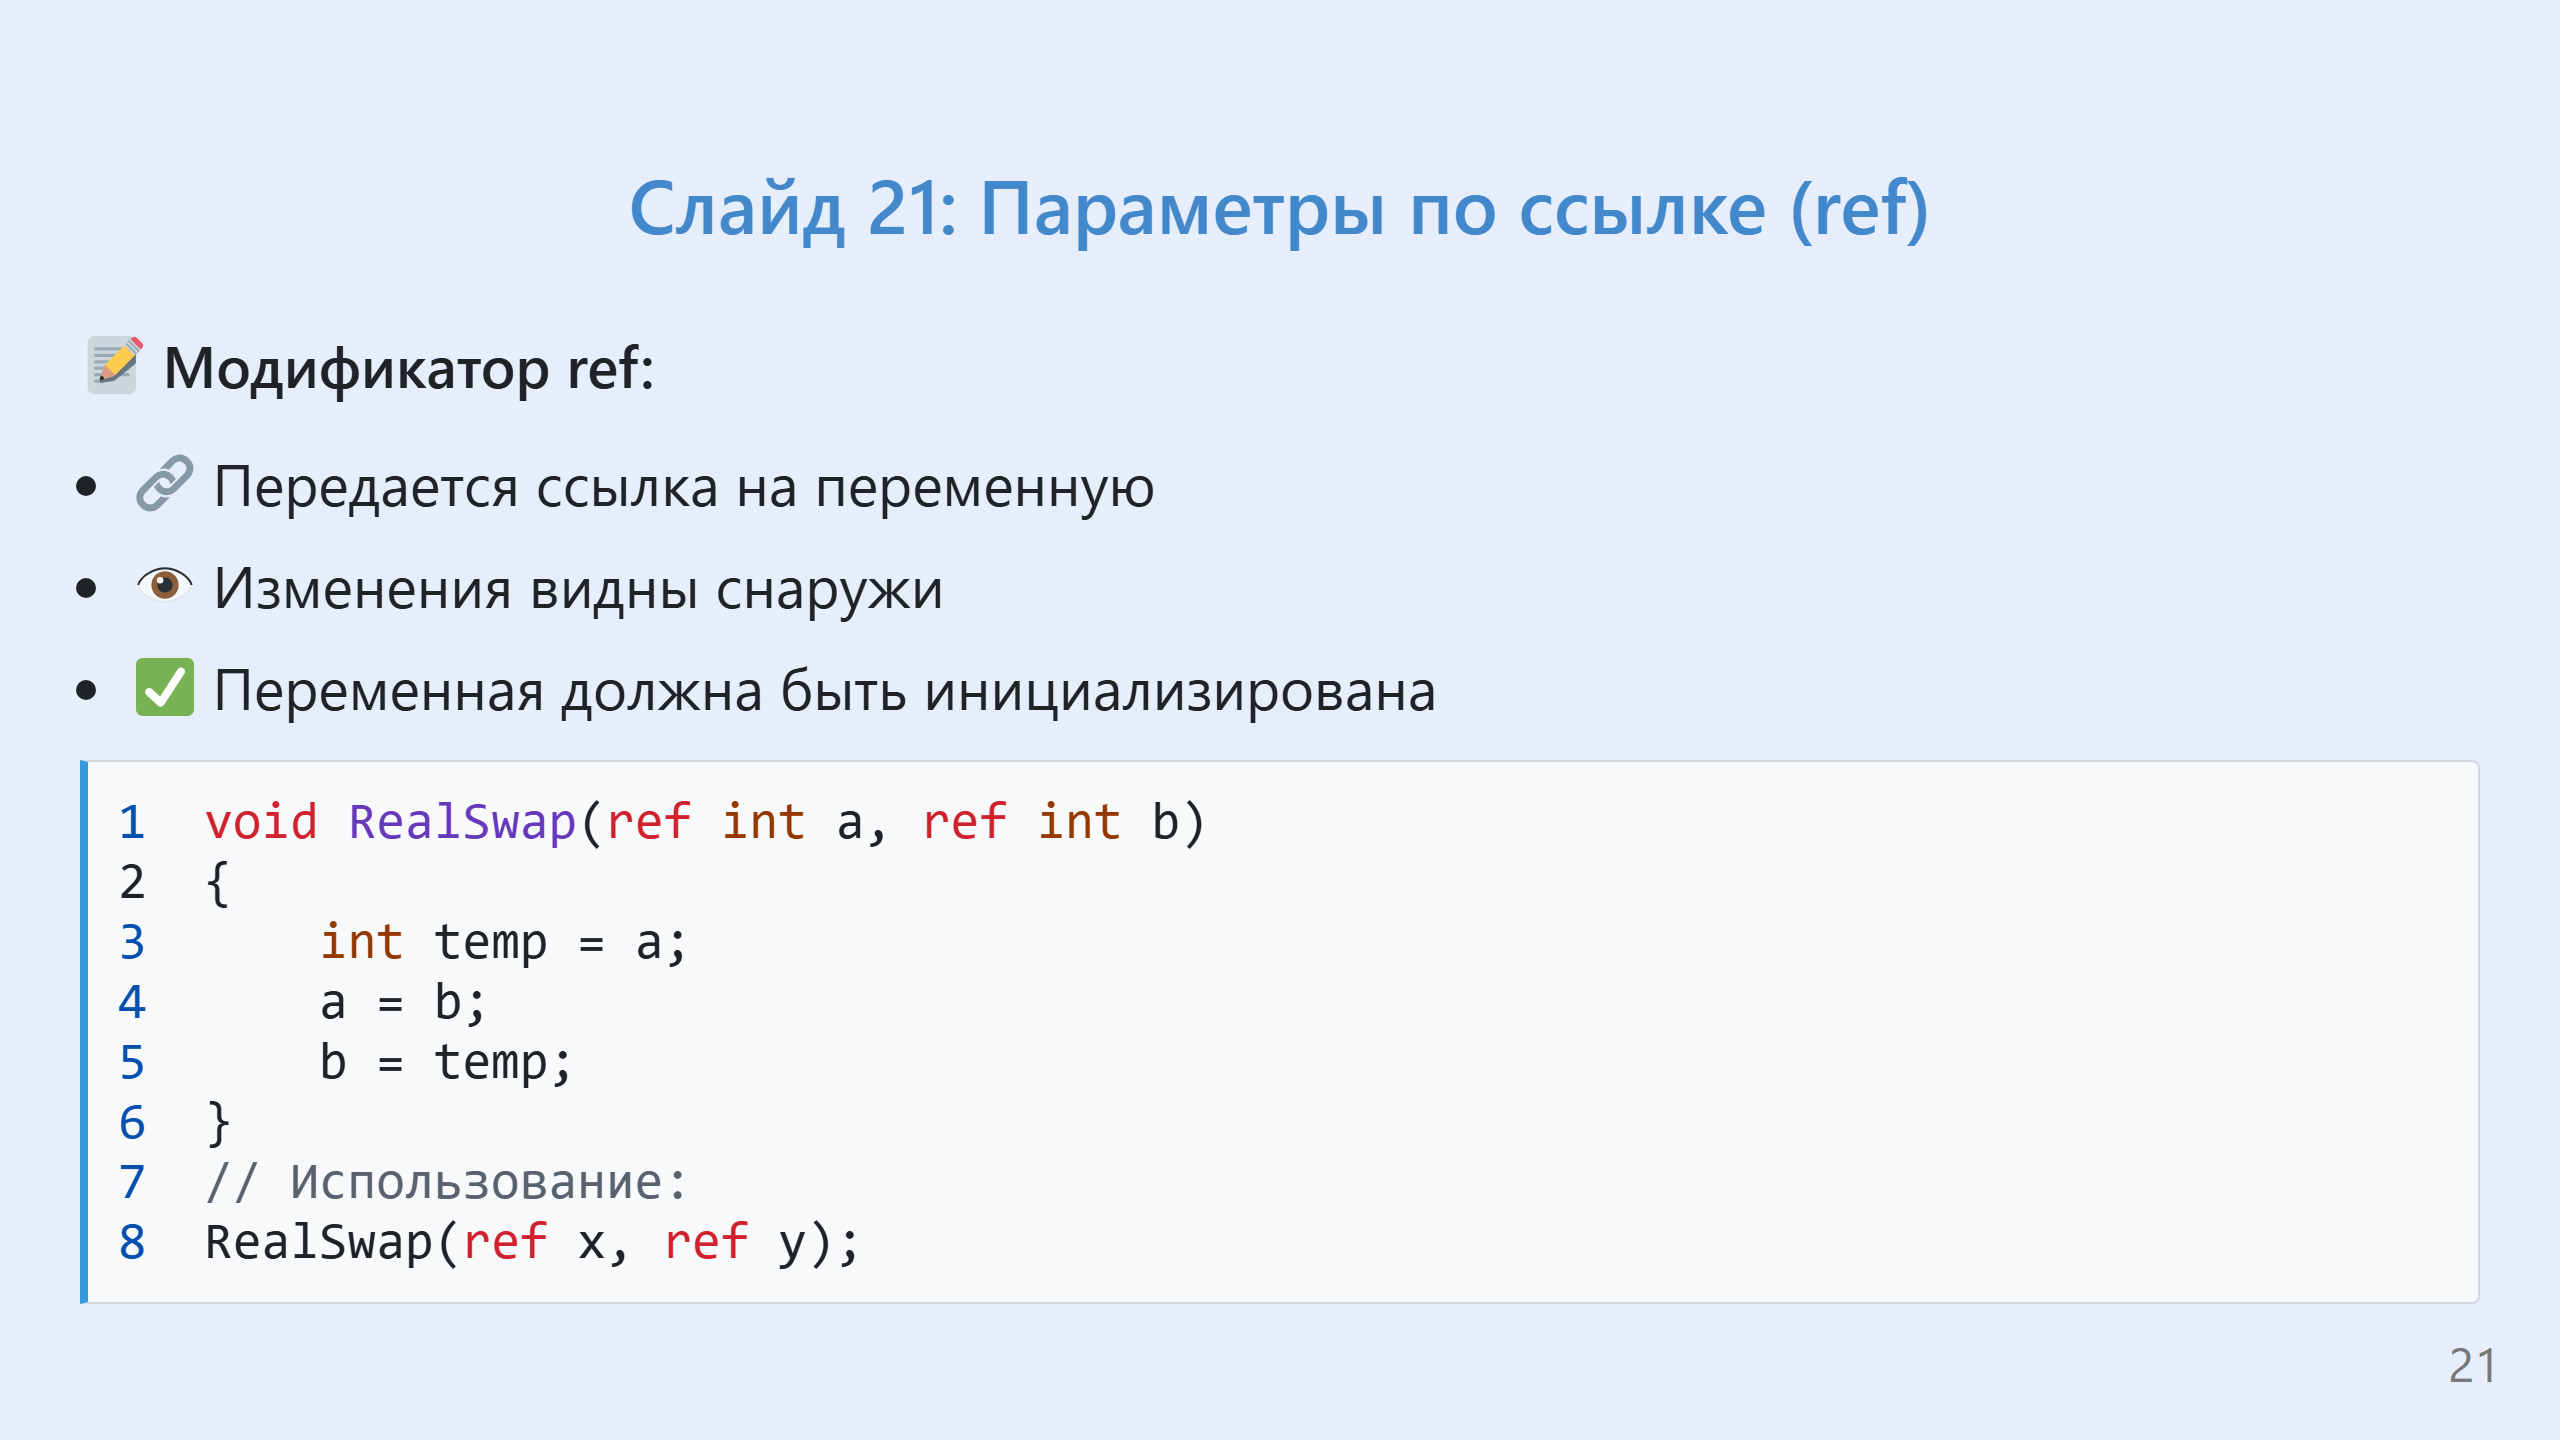 Слайд 21: Параметры по ссылке (ref)
📝 Модификатор ref:
• 🔗 Передается ссылка на переменную
• 👁️ Изменения видны снаружи
• ✅ Переменная должна быть инициализирована
1  void RealSwap(ref int a, ref int b)
2  {
3      int temp = a;
4      a = b;
5      b = temp;
6  }
7  // Использование:
8  RealSwap(ref x, ref y);
21